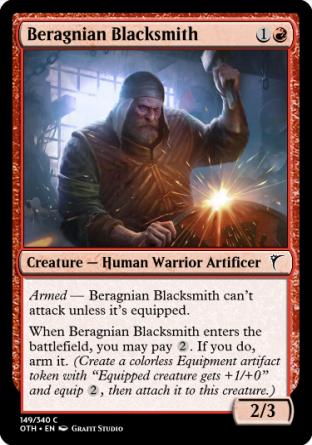 Beragnian Blacksmith 1
Creature — Human Warrior Artificer
Armed — Beragnian Blacksmith can't
attack unless it's equipped.
When Beragnian Blacksmith enters the
battlefield, you may pay 2. If you do,
arm it. (Create a colorless Equipment artifact
token with "Equipped creature gets +1/+0"
and equip 2, then attach it to this creature.)
2/3
149/340 C
OTH • EN Grafit Studio